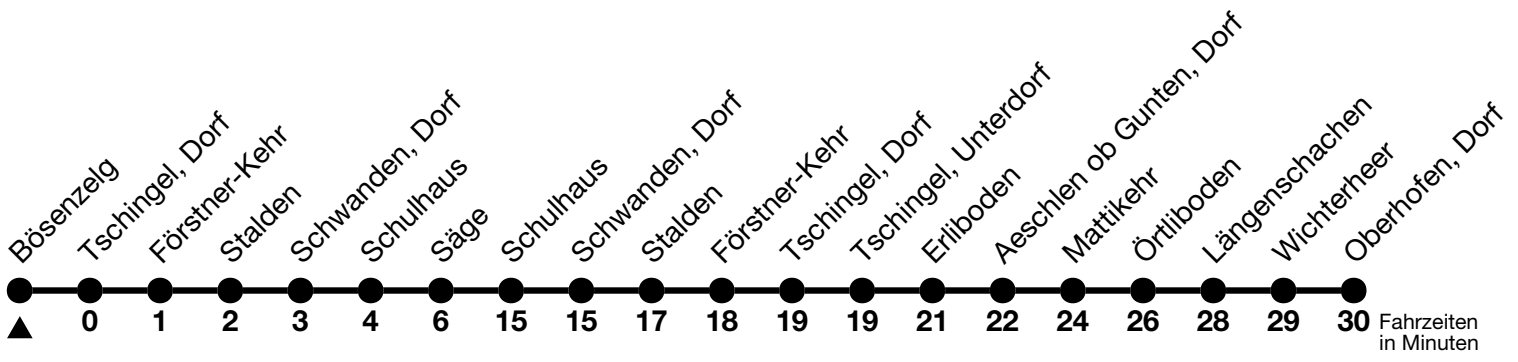 Bösenzelg
Tschingel, Dorf
Förstner-Kehr
Stalden
Schwanden, Dorf
Schulhaus
Säge
Schulhaus
Schwanden, Dorf
Stalden
Förstner-Kehr
Tschingel, Dorf
Tschingel, Unterdorf
Erliboden
Aeschlen ob Gunten, Dorf
Mattikehr
Örtliboden
Längenschachen
Wichterheer
Oberhofen, Dorf
0 1 2 3 4 6 15 15 17 18 19 19 21 22 24 26 28 29 30 Fahrzeiten
in Minuten